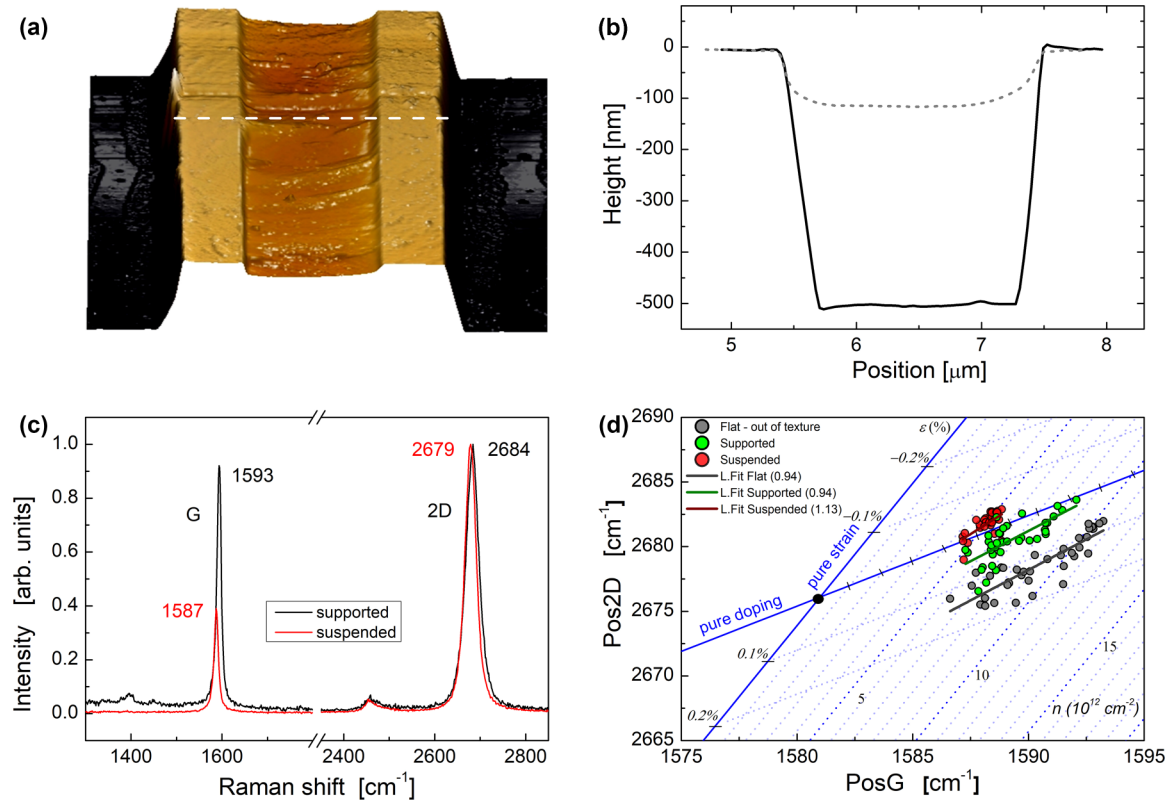 (a)
(b)
0
-100
-200
-300
-400
-500
Height [nm]
5
6
7
8
Position [μm]
(c)
1.0
0.8
0.6
0.4
0.2
0.0
Intensity [arb. units]
2679
2684
1593
G
2D
1587
supported
suspended
1400
1600
2400
2600
2800
Raman shift [cm-1]
(d)
2690
2685
2680
2675
2670
2665
Pos2D [cm-1]
Flat - out of texture
Supported
Suspended
L.Fit Flat (0.94)
L.Fit Supported (0.94)
L.Fit Suspended (1.13)
ε (%)
−0.2%
−0.1%
pure strain
pure doping
0.1%
0.2%
5
10
15
n (10^12 cm-2)
1575
1580
1585
1590
1595
PosG [cm-1]